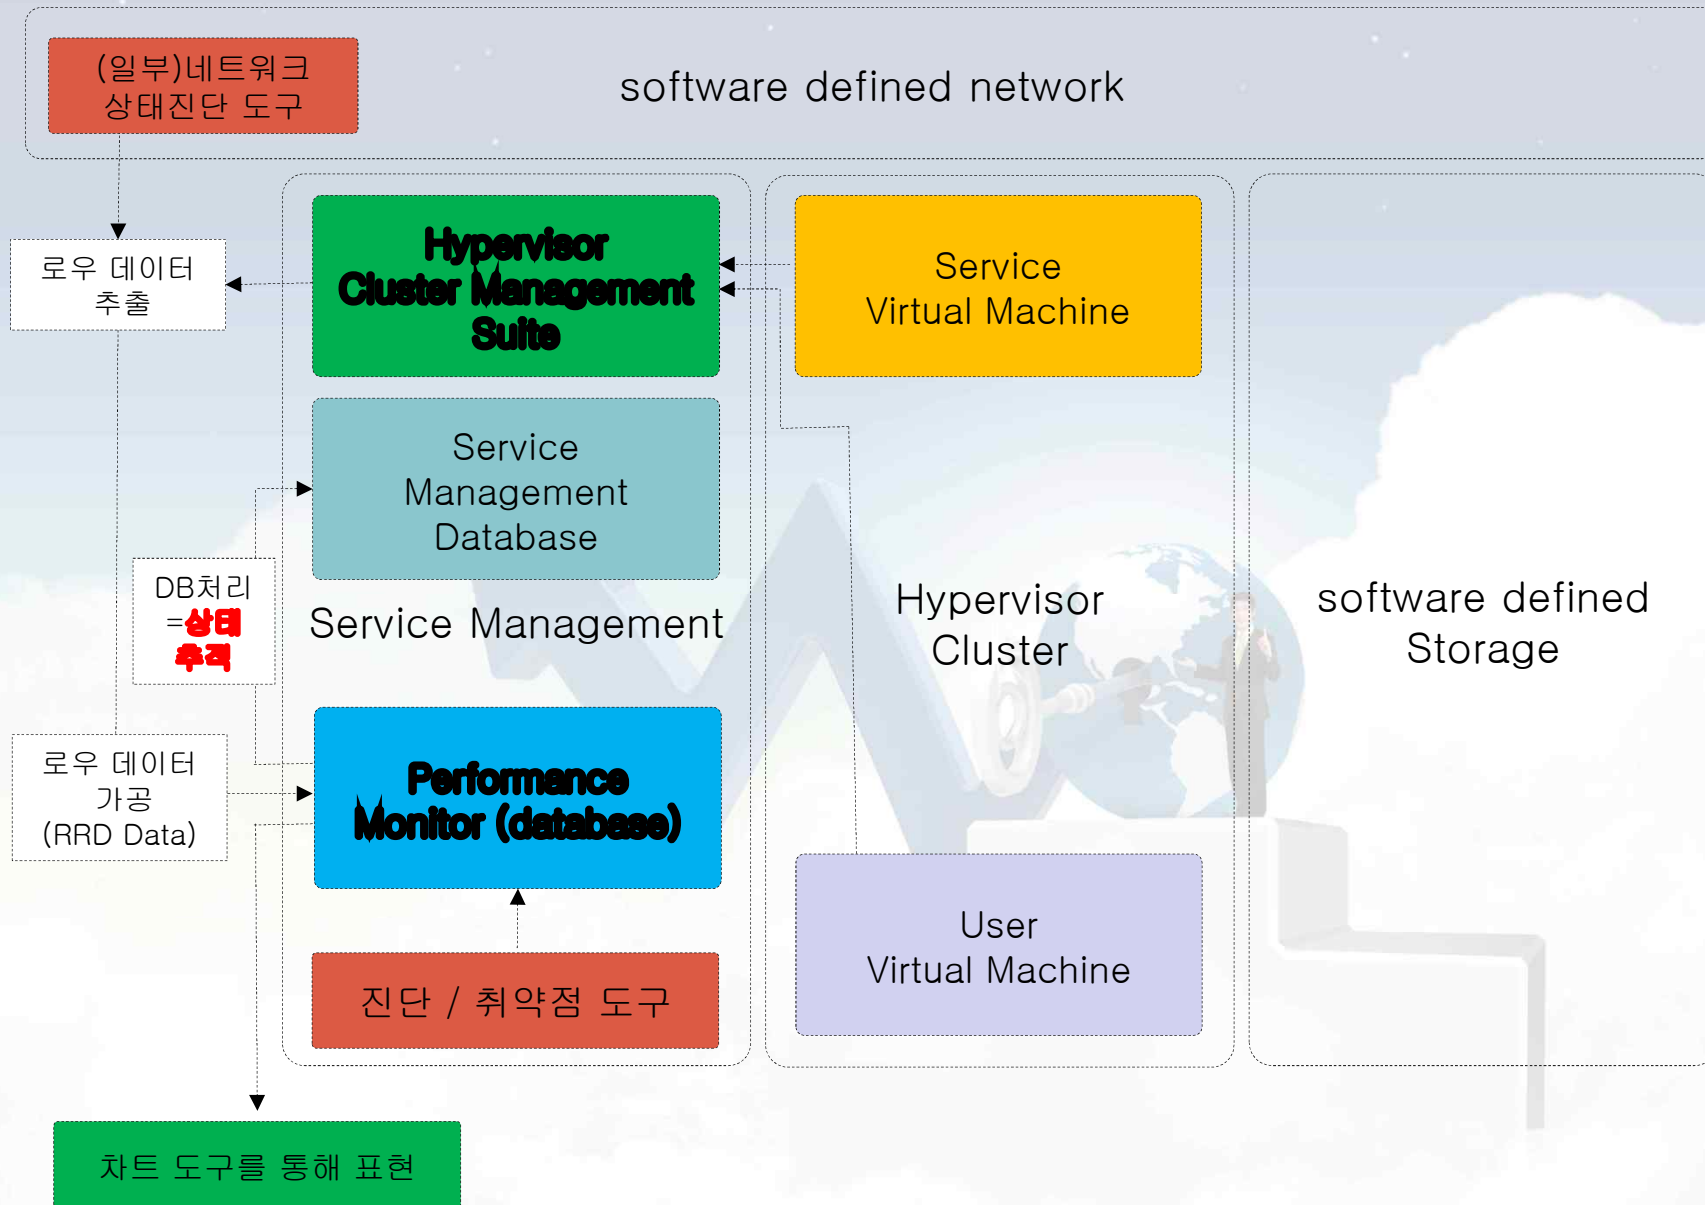 (일부)네트워크
상태진단 도구
software defined network
로우 데이터
추출
Hypervisor
Cluster Management
Suite
Service
Virtual Machine
Service
Management
Database
DB처리
=상태
추적
Service Management
Hypervisor
Cluster
software defined
Storage
로우 데이터
가공
(RRD Data)
Performance
Monitor (database)
User
Virtual Machine
진단 / 취약점 도구
차트 도구를 통해 표현